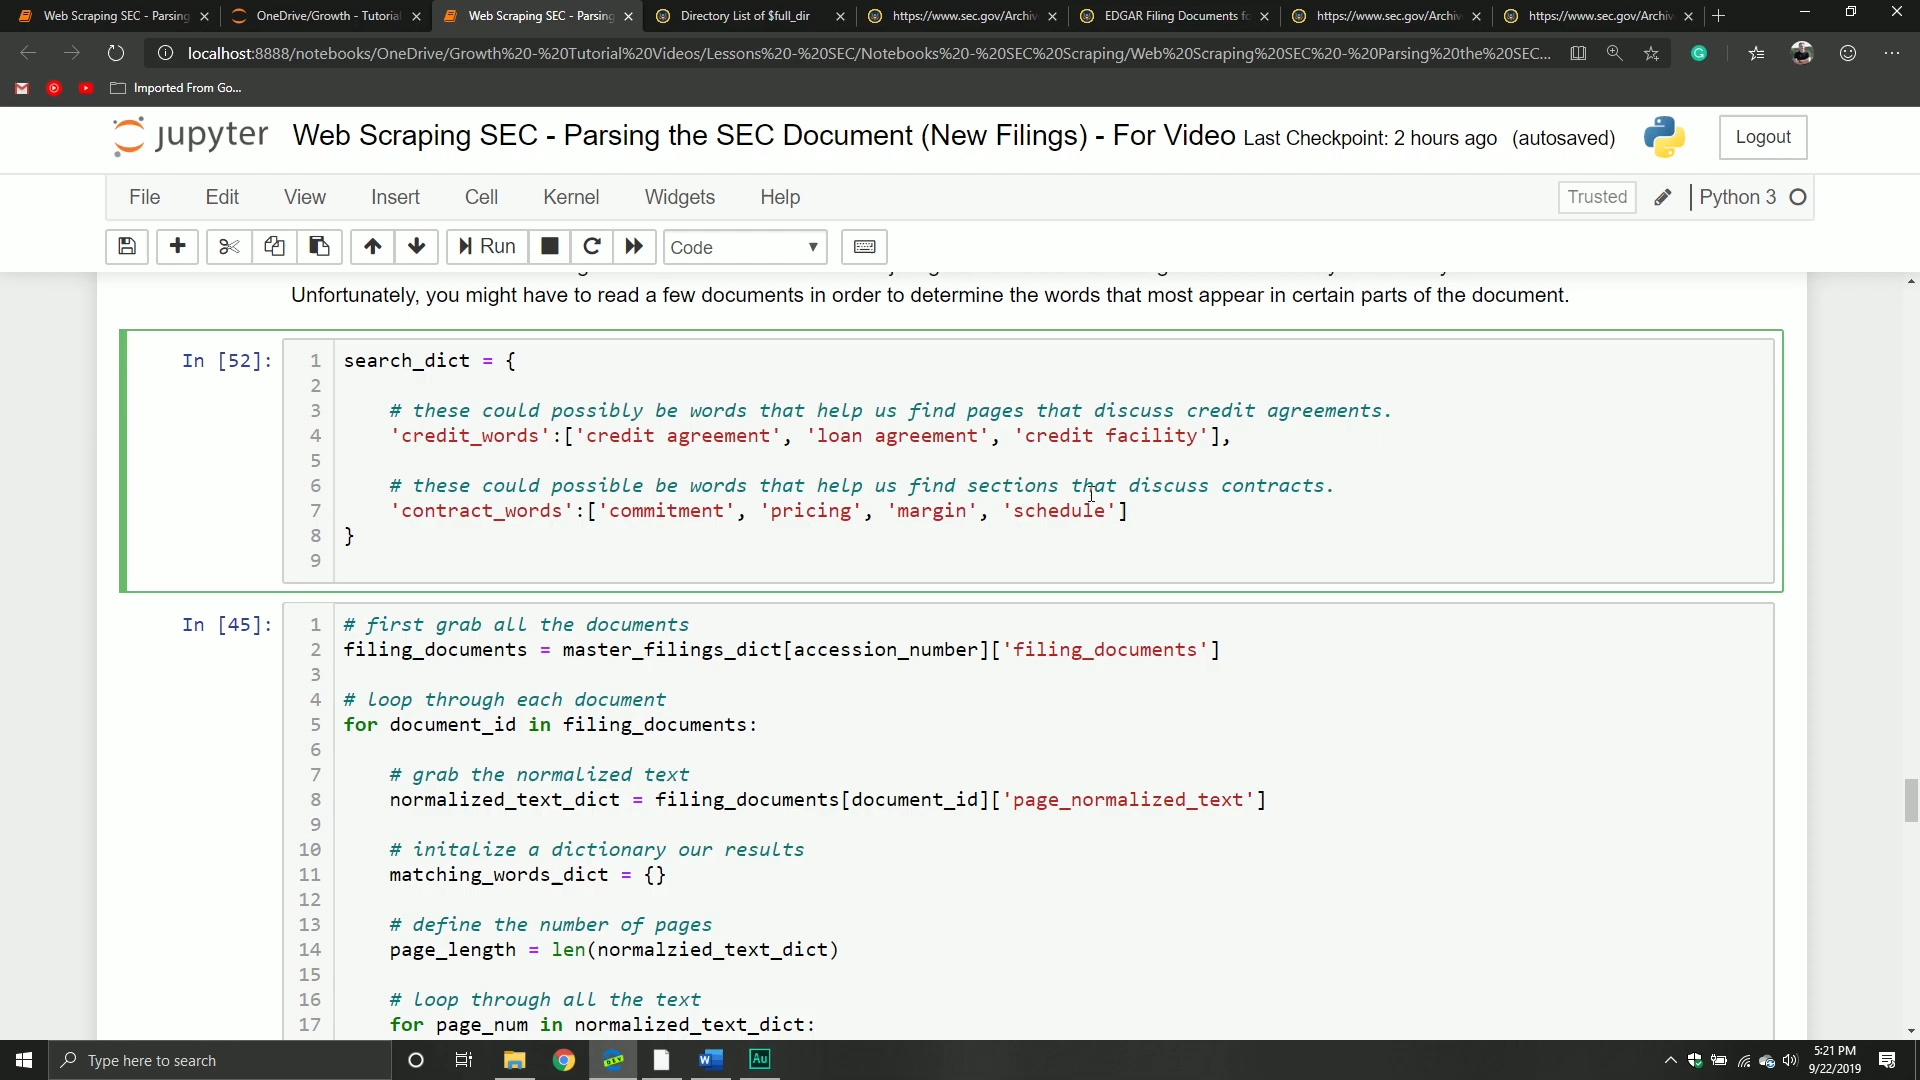 Web Scraping SEC - Parsing
OneDrive/Growth - Tutorial
Web Scraping SEC - Parsing
Directory List of $full_dir
https://www.sec.gov/Archiv
EDGAR Filing Documents fo
https://www.sec.gov/Archiv
https://www.sec.gov/Archiv
localhost:8888/notebooks/OneDrive/Growth%20-%20Tutorial%20Videos/Lessons%20-%20SEC/Notebooks%20-%20SEC%20Scraping/Web%20Scraping%20SEC%20-%20Parsing%20the%20SEC...
Imported From Go...
jupyter Web Scraping SEC - Parsing the SEC Document (New Filings) - For Video Last Checkpoint: 2 hours ago (autosaved)
Logout
File Edit View Insert Cell Kernel Widgets Help
Trusted Python 3
Run Code
Unfortunately, you might have to read a few documents in order to determine the words that most appear in certain parts of the document.
In [52]:
1 search_dict = {
2
3 # these could possibly be words that help us find pages that discuss credit agreements.
4 'credit_words':['credit agreement', 'loan agreement', 'credit facility'],
5
6 # these could possible be words that help us find sections that discuss contracts.
7 'contract_words':['commitment', 'pricing', 'margin', 'schedule']
8 }
9
In [45]:
1 # first grab all the documents
2 filing_documents = master_filings_dict[accession_number]['filing_documents']
3
4 # loop through each document
5 for document_id in filing_documents:
6
7 # grab the normalized text
8 normalized_text_dict = filing_documents[document_id]['page_normalized_text']
9
10 # initalize a dictionary our results
11 matching_words_dict = {}
12
13 # define the number of pages
14 page_length = len(normalzied_text_dict)
15
16 # loop through all the text
17 for page_num in normalized_text_dict:
Type here to search
DEV
Au
5:21 PM
9/22/2019